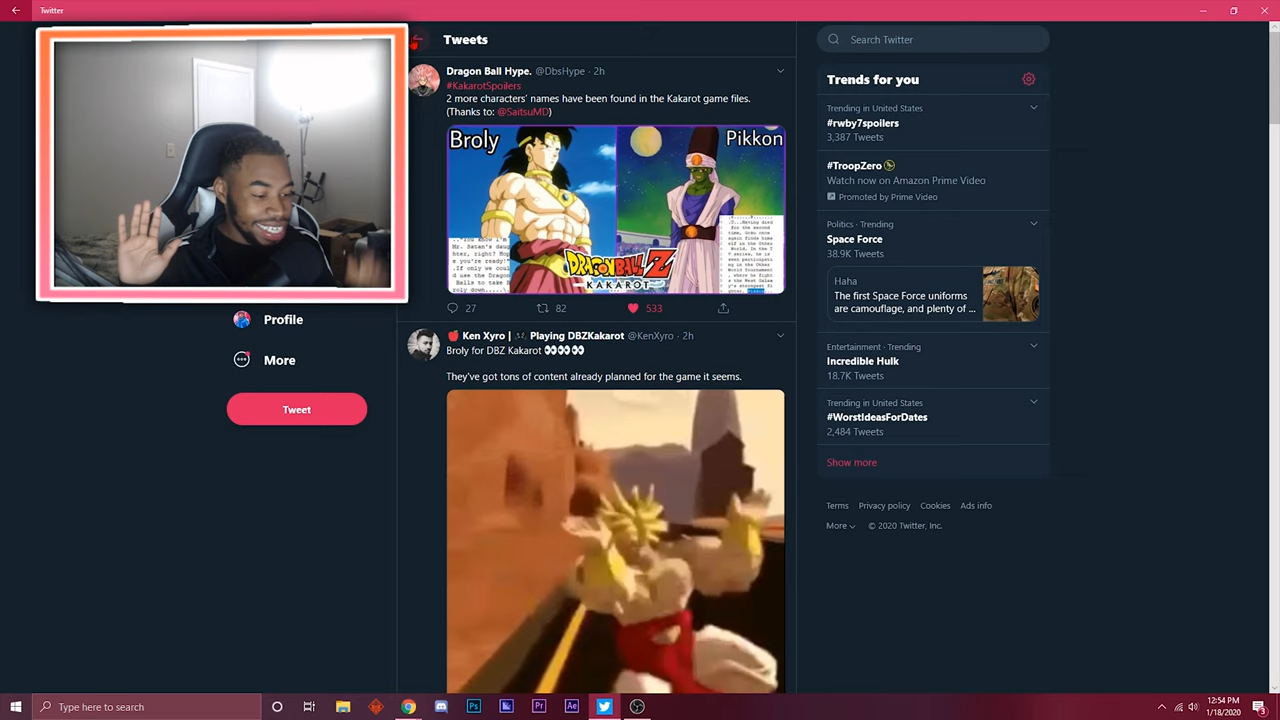 Twitter
Tweets
Dragon Ball Hype. @DbsHype · 2h
#KakarotSpoilers
2 more characters' names have been found in the Kakarot game files.
(Thanks to: @SaitsuMD)
Broly
Pikkon
DRAGON BALL Z
KAKAROT
27
82
533
Ken Xyro | Playing DBZKakarot @KenXyro · 2h
Broly for DBZ Kakarot 👀👀👀
They've got tons of content already planned for the game it seems.
Profile
More
Tweet
Search Twitter
Trends for you
Trending in United States
#rwby7spoilers
3,387 Tweets
#TroopZero
Watch now on Amazon Prime Video
Promoted by Prime Video
Politics · Trending
Space Force
38.9K Tweets
Haha
The first Space Force uniforms
are camouflage, and plenty of ...
Entertainment · Trending
Incredible Hulk
18.7K Tweets
Trending in United States
#WorstIdeasForDates
2,484 Tweets
Show more
Terms Privacy policy Cookies Ads info
More © 2020 Twitter, Inc.
Type here to search
Ps
Pr
Ae
12:54 PM
1/18/2020
3